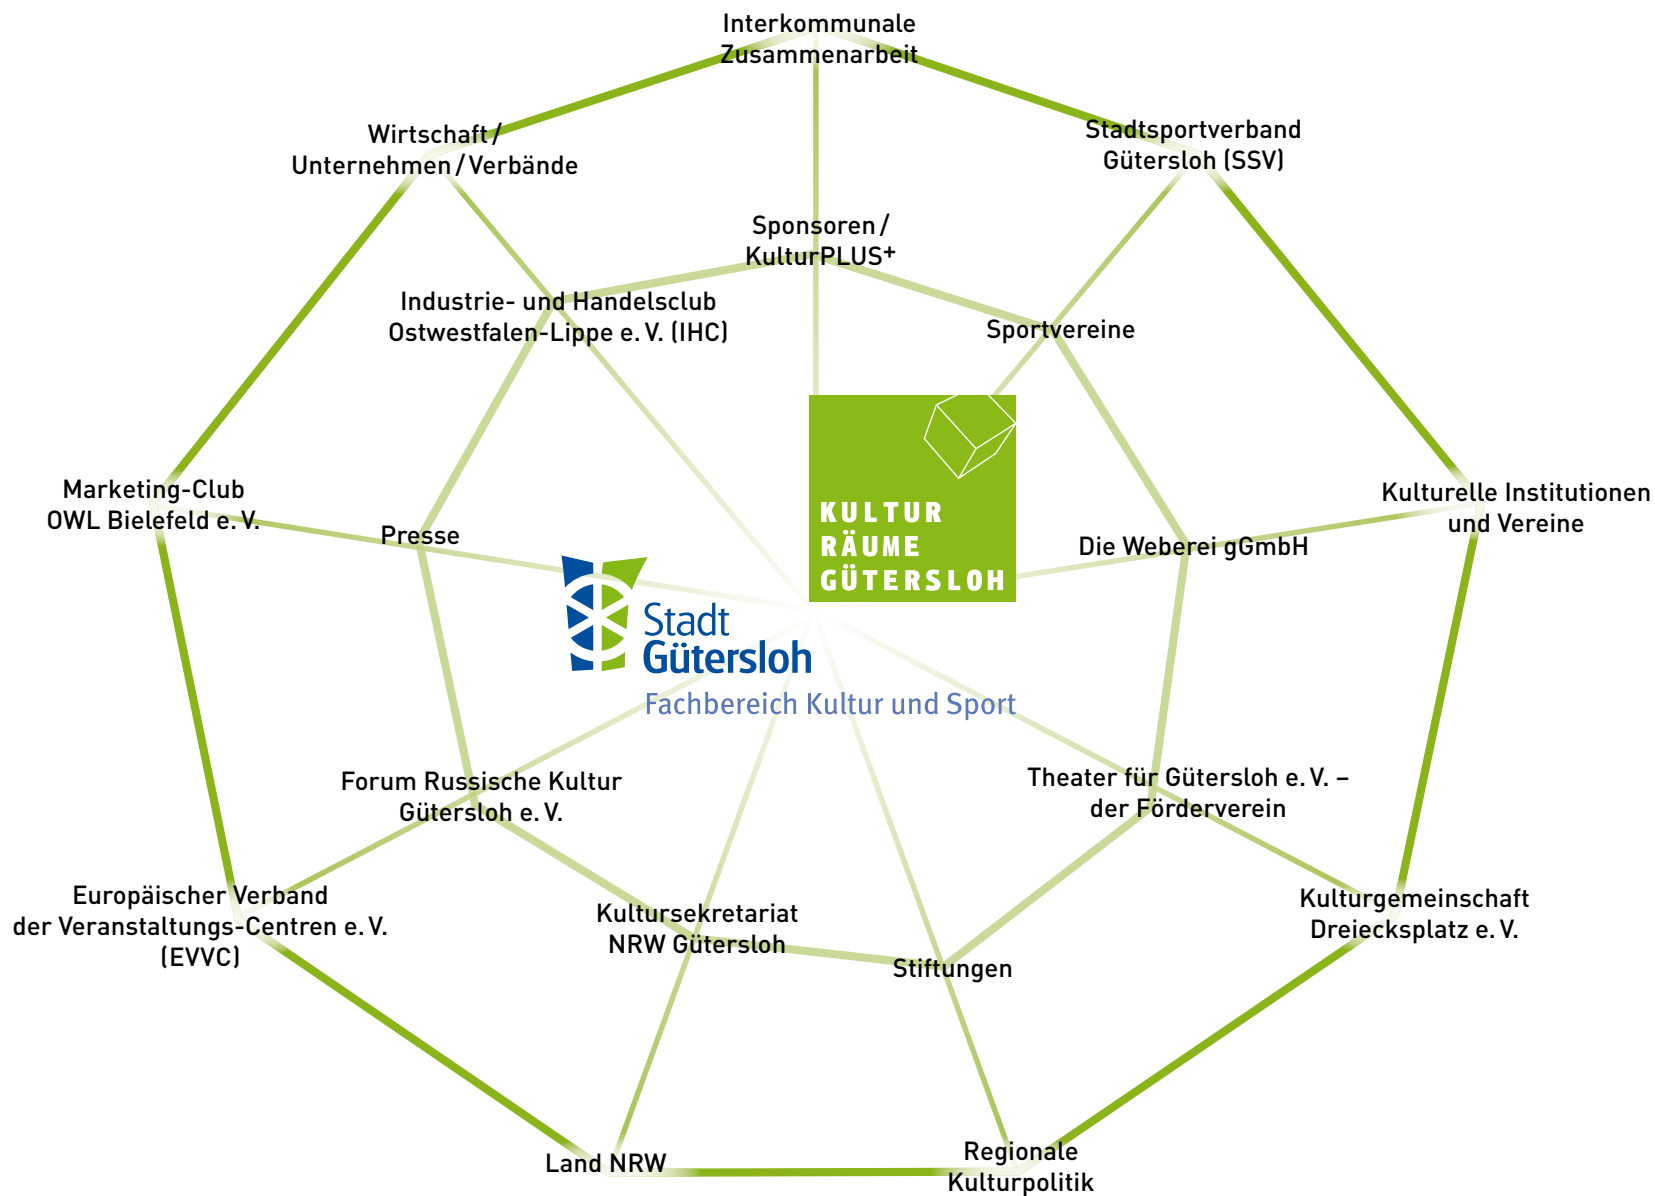 Interkommunale
Zusammenarbeit
Wirtschaft /
Unternehmen / Verbände
Stadtsportverband
Gütersloh (SSV)
Sponsoren /
KulturPLUS+
Industrie- und Handelsclub
Ostwestfalen-Lippe e. V. (IHC)
Sportvereine
Marketing-Club
OWL Bielefeld e. V.
Presse
KULTUR
RÄUME
GÜTERSLOH
Die Weberei gGmbH
Kulturelle Institutionen
und Vereine
Stadt
Gütersloh
Fachbereich Kultur und Sport
Forum Russische Kultur
Gütersloh e. V.
Theater für Gütersloh e. V. –
der Förderverein
Europäischer Verband
der Veranstaltungs-Centren e. V.
(EVVC)
Kultursekretariat
NRW Gütersloh
Stiftungen
Kulturgemeinschaft
Dreiecksplatz e. V.
Land NRW
Regionale
Kulturpolitik